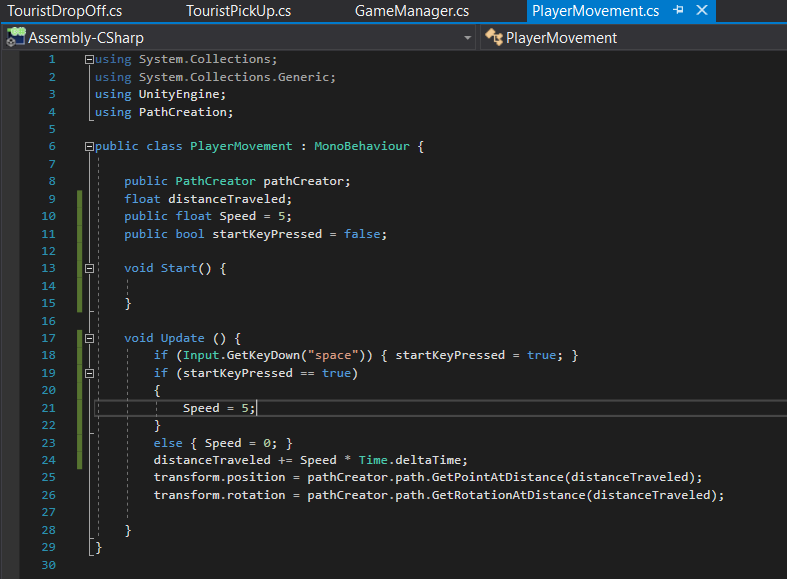 TouristDropOff.cs TouristPickUp.cs GameManager.cs PlayerMovement.cs
Assembly-CSharp PlayerMovement
1 using System.Collections;
2 using System.Collections.Generic;
3 using UnityEngine;
4 using PathCreation;
5
6 public class PlayerMovement : MonoBehaviour {
7
8 public PathCreator pathCreator;
9 float distanceTraveled;
10 public float Speed = 5;
11 public bool startKeyPressed = false;
12
13 void Start() {
14
15 }
16
17 void Update () {
18 if (Input.GetKeyDown("space")) { startKeyPressed = true; }
19 if (startKeyPressed == true)
20 {
21 Speed = 5;
22 }
23 else { Speed = 0; }
24 distanceTraveled += Speed * Time.deltaTime;
25 transform.position = pathCreator.path.GetPointAtDistance(distanceTraveled);
26 transform.rotation = pathCreator.path.GetRotationAtDistance(distanceTraveled);
27
28 }
29 }
30